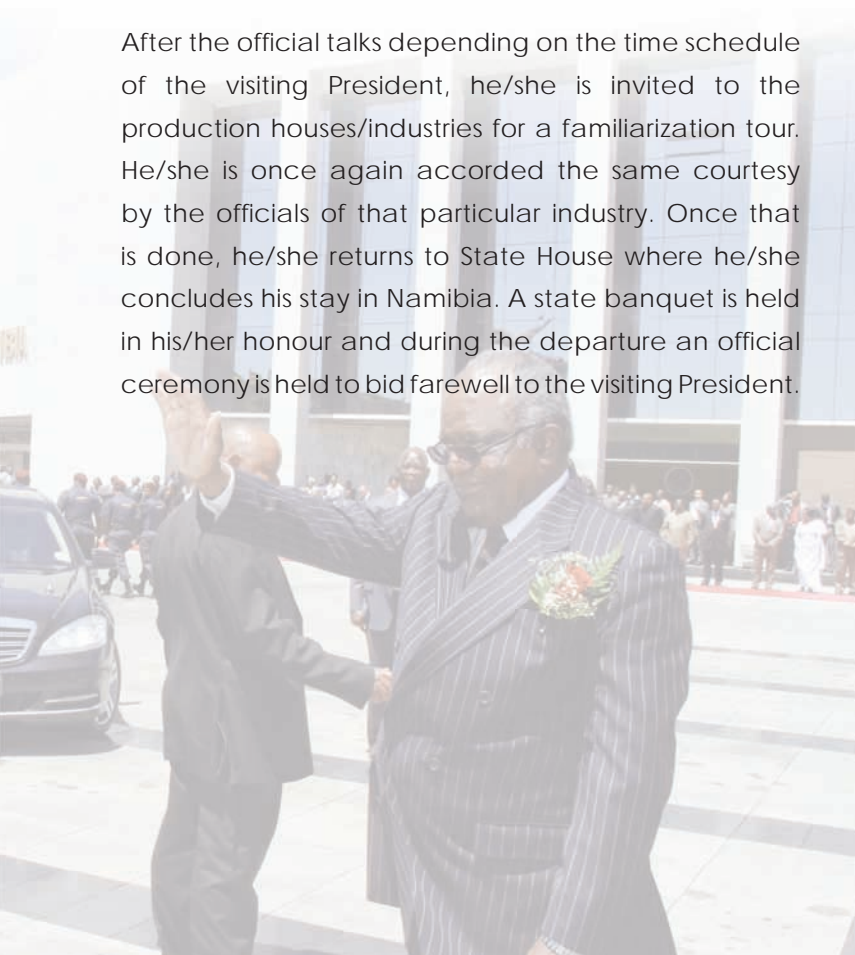 After the official talks depending on the time schedule
of the visiting President, he/she is invited to the
production houses/industries for a familiarization tour.
He/she is once again accorded the same courtesy
by the officials of that particular industry. Once that
is done, he/she returns to State House where he/she
concludes his stay in Namibia. A state banquet is held
in his/her honour and during the departure an official
ceremony is held to bid farewell to the visiting President.